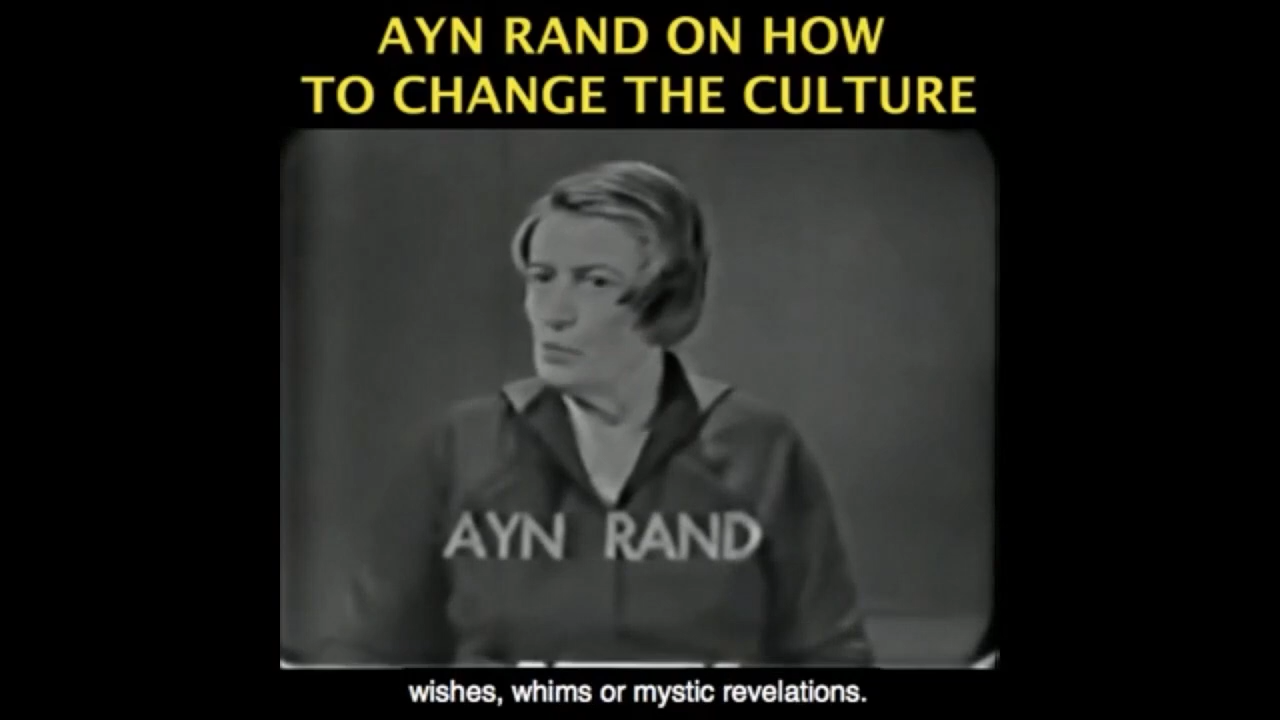 AYN RAND ON HOW
TO CHANGE THE CULTURE
AYN RAND
wishes, whims or mystic revelations.